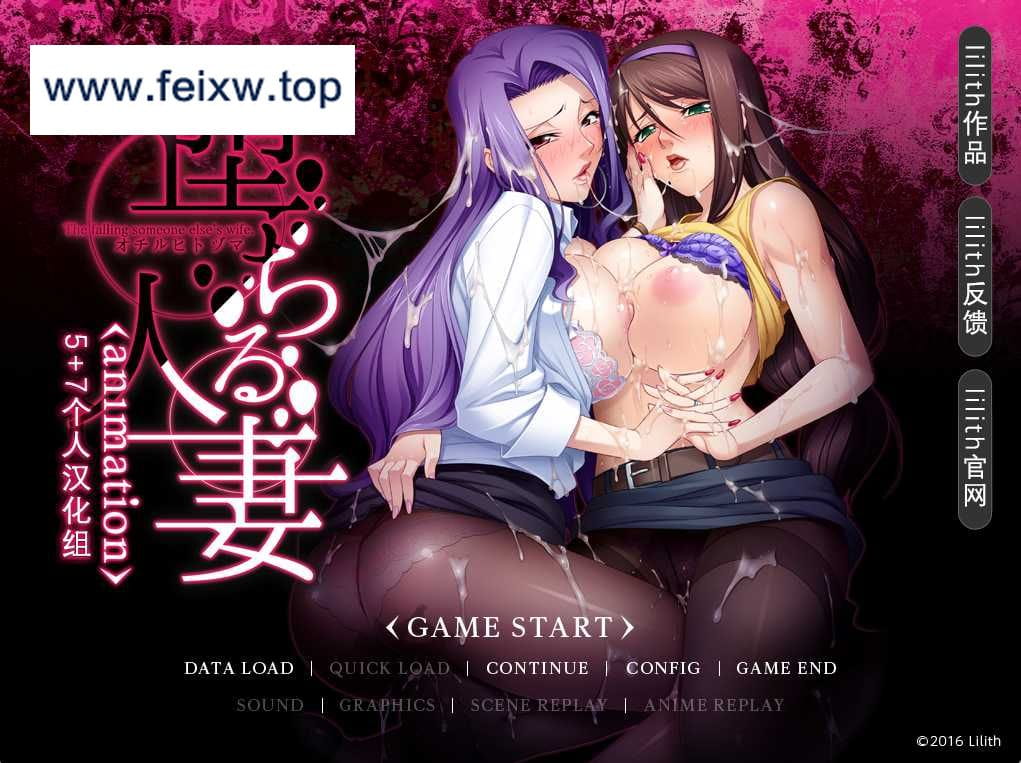 www.feixw.top
堕ちる人妻
The falling someone else's wife.
オチルヒトヅマ
〈animation〉
5+7个人汉化组
lilith作品
lilith反馈
lilith官网
〈GAME START〉
DATA LOAD | QUICK LOAD | CONTINUE | CONFIG | GAME END
SOUND | GRAPHICS | SCENE REPLAY | ANIME REPLAY
©2016 Lilith